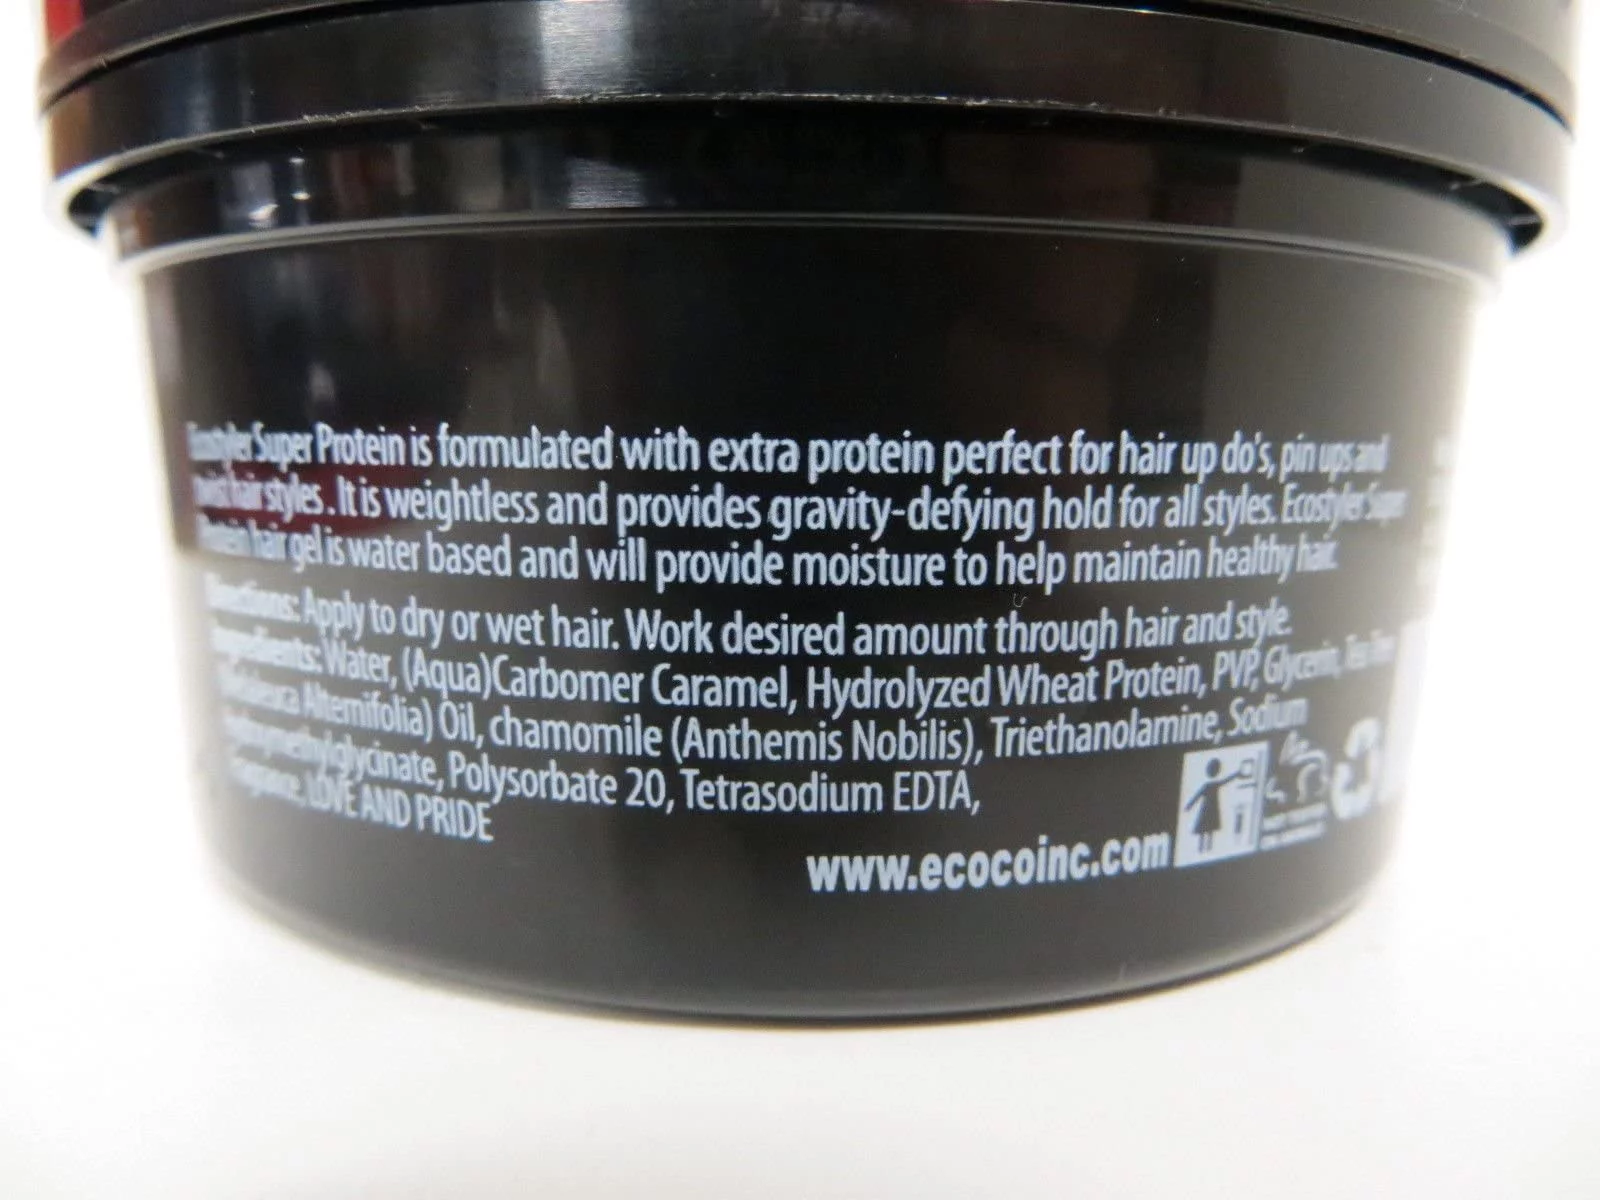 Ecostyler Super Protein is formulated with extra protein perfect for hair up do's, pin ups and
twist hair styles. It is weightless and provides gravity-defying hold for all styles. Ecostyler Super
Protein hair gel is water based and will provide moisture to help maintain healthy hair.
Directions: Apply to dry or wet hair. Work desired amount through hair and style.
Ingredients: Water, (Aqua)Carbomer Caramel, Hydrolyzed Wheat Protein, PVP, Glycerin, Tea Tree
(Melaleuca Alternifolia) Oil, chamomile (Anthemis Nobilis), Triethanolamine, Sodium
Hydroxymethylglycinate, Polysorbate 20, Tetrasodium EDTA,
Fragrance, LOVE AND PRIDE
www.ecocoinc.com